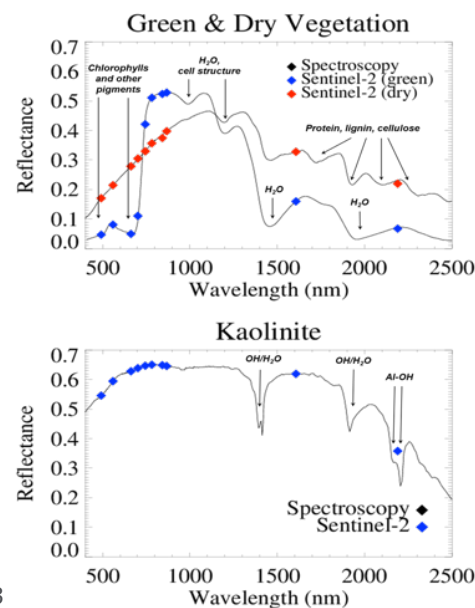 Green & Dry Vegetation
Chlorophylls
and other
pigments
H₂O,
cell structure
Spectroscopy
Sentinel-2 (green)
Sentinel-2 (dry)
Protein, lignin, cellulose
H₂O
H₂O
Reflectance
0.7
0.6
0.5
0.4
0.3
0.2
0.1
0.0
500 1000 1500 2000 2500
Wavelength (nm)
Kaolinite
OH/H₂O
OH/H₂O
Al-OH
Reflectance
0.7
0.6
0.5
0.4
0.3
0.2
0.1
0.0
Spectroscopy
Sentinel-2
500 1000 1500 2000 2500
Wavelength (nm)